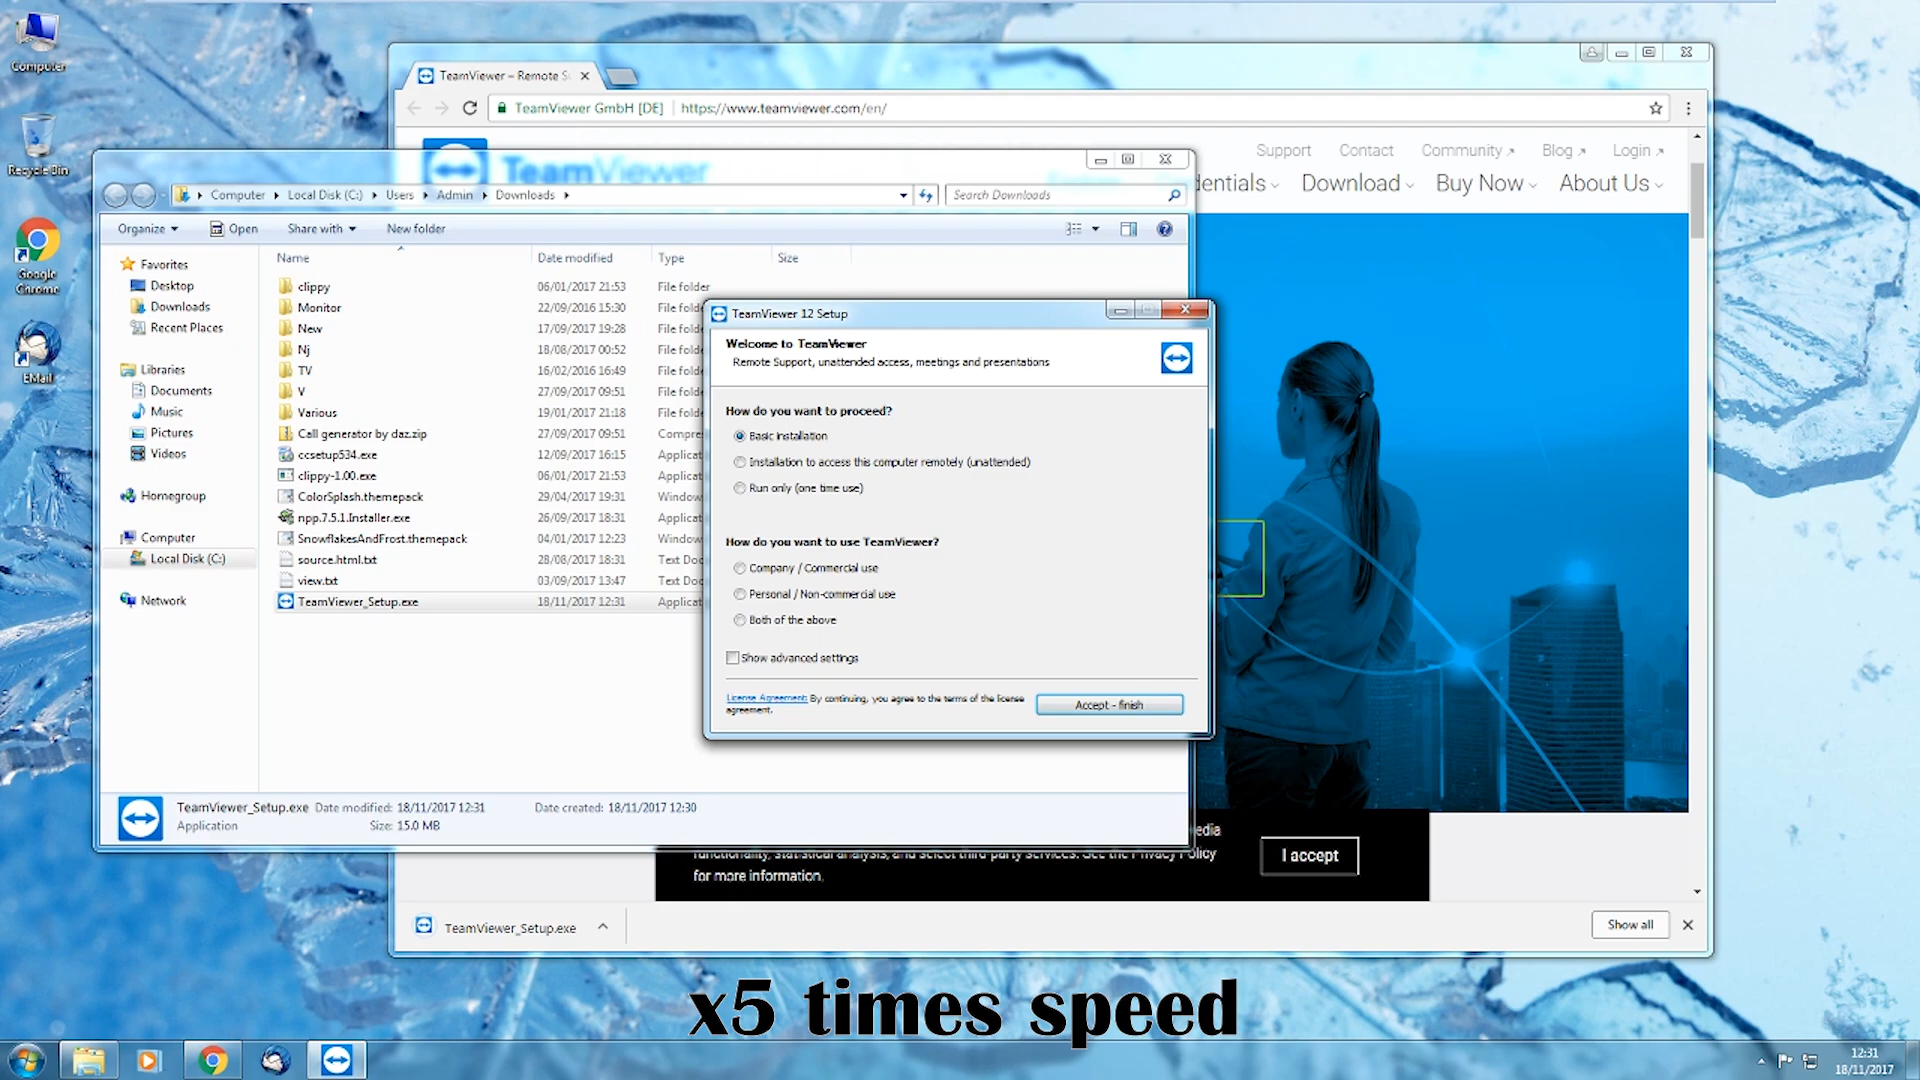 Computer
Recycle Bin
Google
Chrome
EMail
TeamViewer – Remote S
TeamViewer GmbH [DE] https://www.teamviewer.com/en/
Support Contact Community Blog Login
TeamViewer
dentials Download Buy Now About Us
Computer Local Disk (C:) Users Admin Downloads
Search Downloads
Organize Open Share with New folder
Name Date modified Type Size
Favorites
Desktop
Downloads
Recent Places
Libraries
Documents
Music
Pictures
Videos
Homegroup
Computer
Local Disk (C:)
Network
clippy 06/01/2017 21:53 File folder
Monitor 22/09/2016 15:30 File folde
New 17/09/2017 19:28 File folde
Nj 18/08/2017 00:52 File folde
TV 16/02/2016 16:49 File folde
V 27/09/2017 09:51 File folde
Various 19/01/2017 21:18 File folde
Call generator by daz.zip 27/09/2017 09:51 Compre
ccsetup534.exe 12/09/2017 16:15 Applicat
clippy-1.00.exe 06/01/2017 21:53 Applicat
ColorSplash.themepack 29/04/2017 19:31 Window
npp.7.5.1.Installer.exe 26/09/2017 18:31 Applicat
SnowflakesAndFrost.themepack 04/01/2017 12:23 Window
source.html.txt 28/08/2017 18:31 Text Doc
view.txt 03/09/2017 13:47 Text Doc
TeamViewer_Setup.exe 18/11/2017 12:31 Applicat
TeamViewer 12 Setup
Welcome to TeamViewer
Remote Support, unattended access, meetings and presentations
How do you want to proceed?
Basic installation
Installation to access this computer remotely (unattended)
Run only (one time use)
How do you want to use TeamViewer?
Company / Commercial use
Personal / Non-commercial use
Both of the above
Show advanced settings
License Agreement: By continuing, you agree to the terms of the license
agreement.
Accept - finish
TeamViewer_Setup.exe Date modified: 18/11/2017 12:31 Date created: 18/11/2017 12:30
Application Size: 15.0 MB
edia
functionality, statistical analysis, and select third-party services. See the Privacy Policy
for more information.
I accept
TeamViewer_Setup.exe
Show all
x5 times speed
12:31
18/11/2017